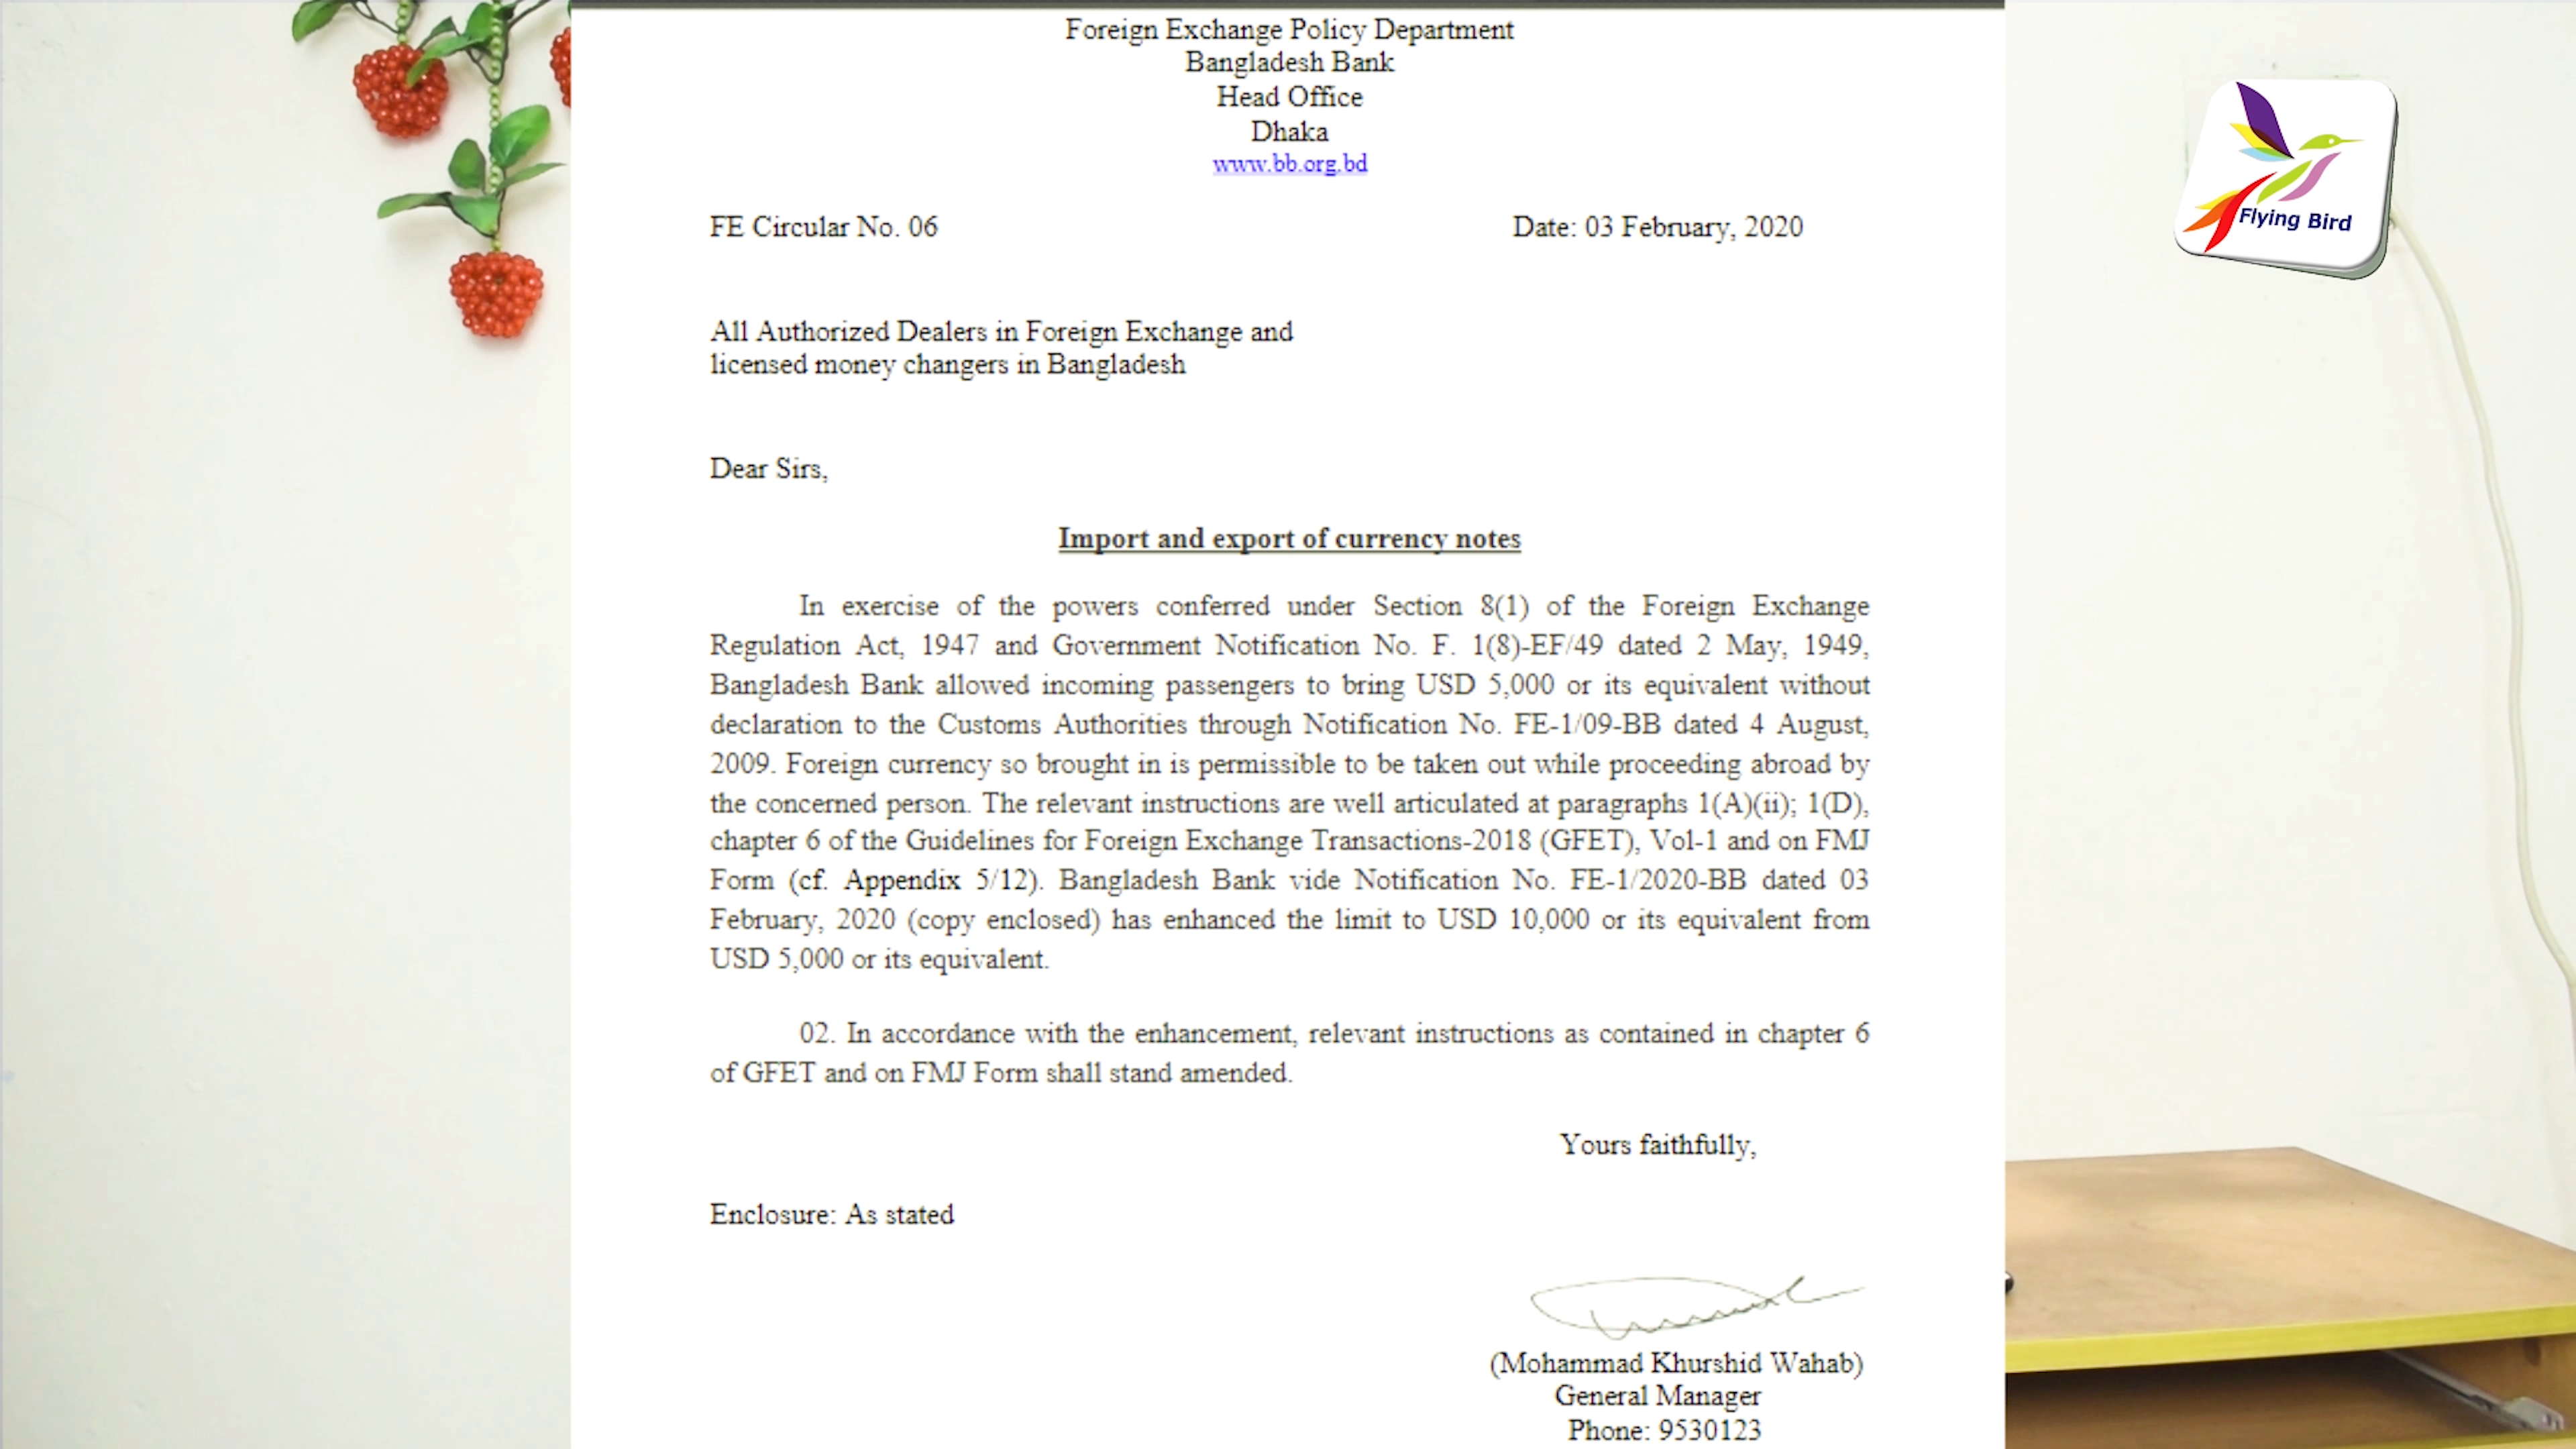 Foreign Exchange Policy Department
Bangladesh Bank
Head Office
Dhaka
www.bb.org.bd
FE Circular No. 06
Date: 03 February, 2020
Flying Bird
All Authorized Dealers in Foreign Exchange and
licensed money changers in Bangladesh
Dear Sirs,
Import and export of currency notes
In exercise of the powers conferred under Section 8(1) of the Foreign Exchange
Regulation Act, 1947 and Government Notification No. F. 1(8)-EF/49 dated 2 May, 1949,
Bangladesh Bank allowed incoming passengers to bring USD 5,000 or its equivalent without
declaration to the Customs Authorities through Notification No. FE-1/09-BB dated 4 August,
2009. Foreign currency so brought in is permissible to be taken out while proceeding abroad by
the concerned person. The relevant instructions are well articulated at paragraphs 1(A)(ii); 1(D),
chapter 6 of the Guidelines for Foreign Exchange Transactions-2018 (GFET), Vol-1 and on FMJ
Form (cf. Appendix 5/12). Bangladesh Bank vide Notification No. FE-1/2020-BB dated 03
February, 2020 (copy enclosed) has enhanced the limit to USD 10,000 or its equivalent from
USD 5,000 or its equivalent.
02. In accordance with the enhancement, relevant instructions as contained in chapter 6
of GFET and on FMJ Form shall stand amended.
Yours faithfully,
Enclosure: As stated
(Mohammad Khurshid Wahab)
General Manager
Phone: 9530123